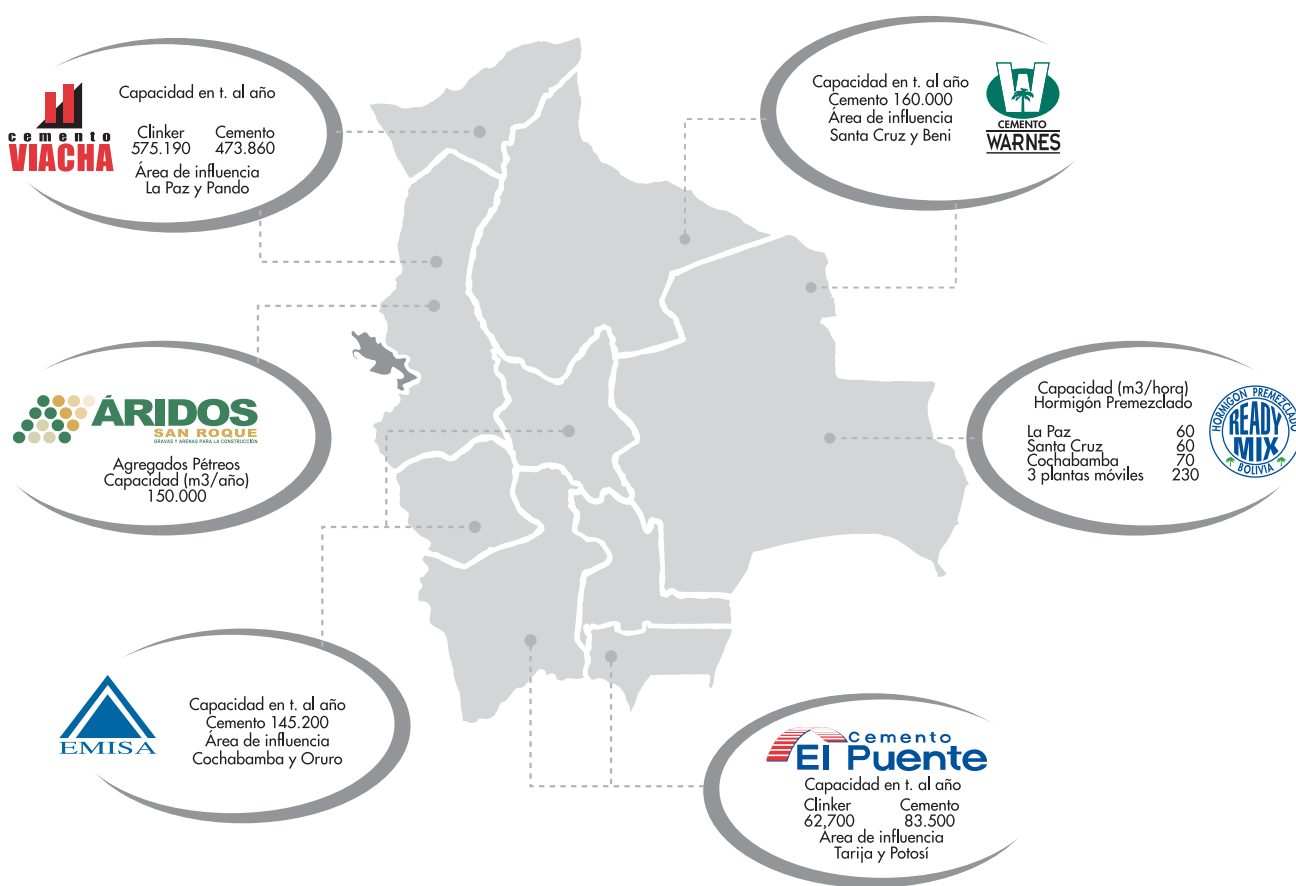 cemento
VIACHA
Capacidad en t. al año
Clinker Cemento
575.190 473.860
Área de influencia
La Paz y Pando
Capacidad en t. al año
Cemento 160.000
Área de influencia
Santa Cruz y Beni
W
CEMENTO
WARNES
ÁRIDOS
SAN ROQUE
GRAVAS Y ARENAS PARA LA CONSTRUCCIÓN
Agregados Pétreos
Capacidad (m3/año)
150.000
Capacidad (m3/hora)
Hormigón Premezclado
La Paz 60
Santa Cruz 60
Cochabamba 70
3 plantas móviles 230
HORMIGÓN PREMEZCLADO
READY
MIX
BOLIVIA
EMISA
Capacidad en t. al año
Cemento 145.200
Área de influencia
Cochabamba y Oruro
Cemento
El Puente
Capacidad en t. al año
Clinker Cemento
62,700 83.500
Area de influencia
Tarija y Potosí